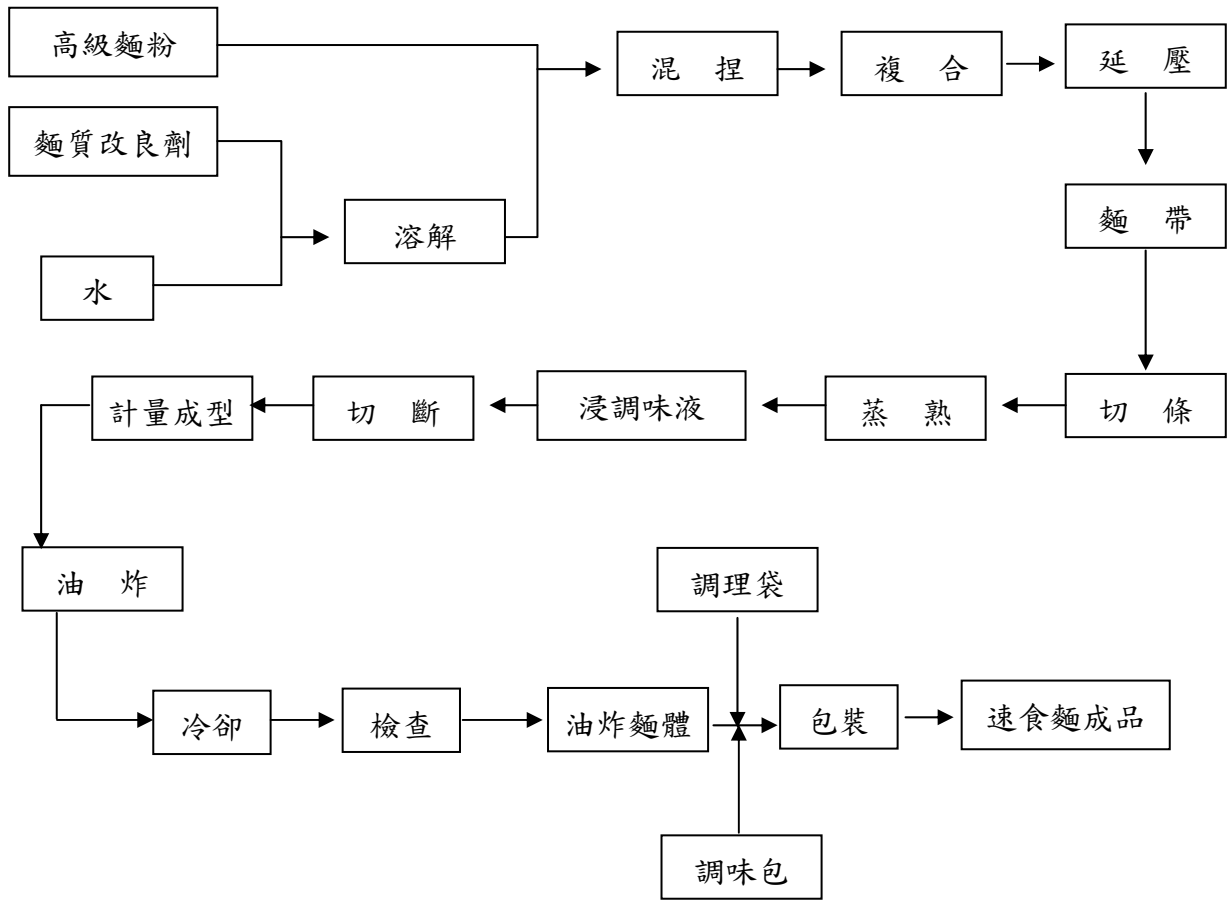 高級麵粉
麵質改良劑
水
溶解
混 捏
複 合
延 壓
麵 帶
切 條
蒸 熟
浸調味液
切 斷
計量成型
油 炸
冷卻
檢查
油炸麵體
調理袋
調味包
包裝
速食麵成品